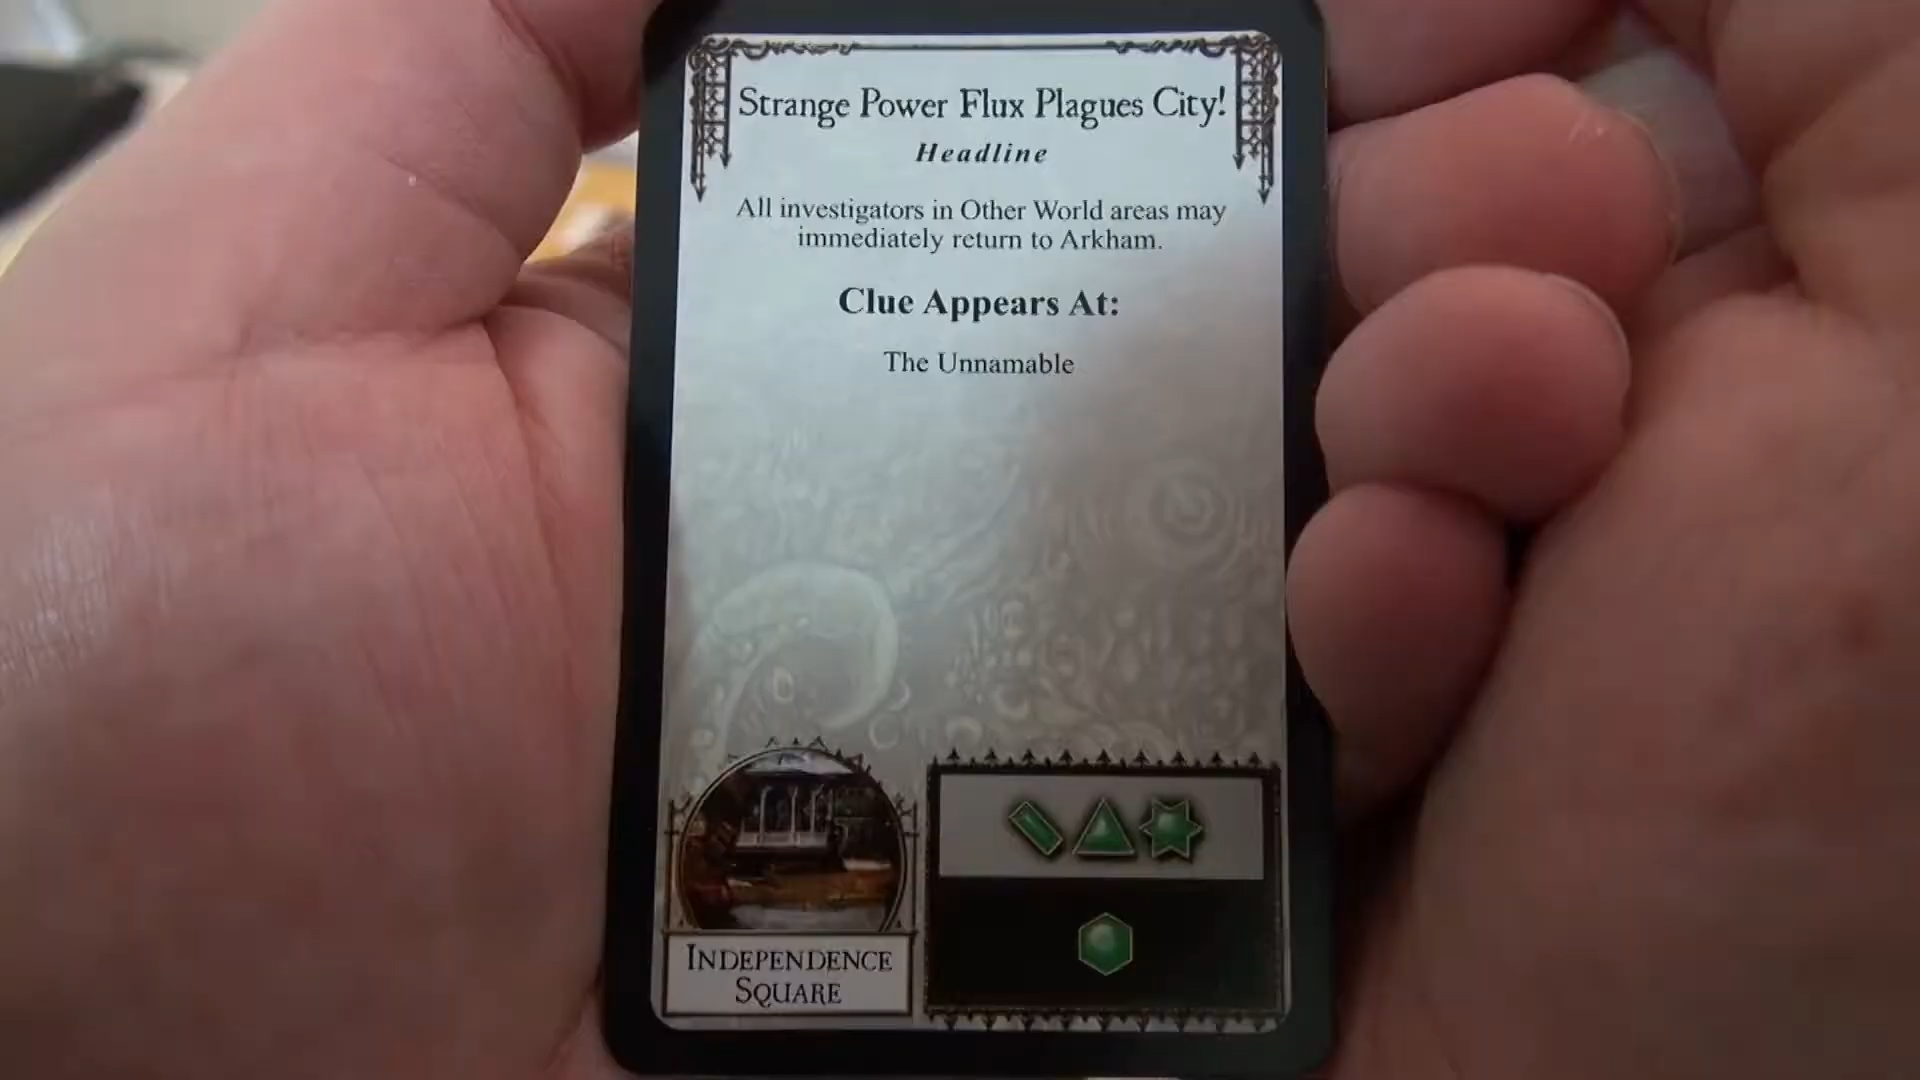 Strange Power Flux Plagues City!
Headline
All investigators in Other World areas may
immediately return to Arkham.
Clue Appears At:
The Unnamable
INDEPENDENCE
SQUARE